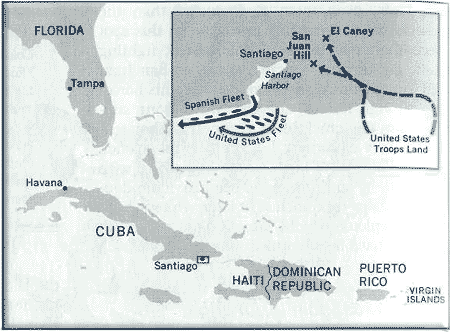 FLORIDA
Tampa
Havana
CUBA
Santiago
HAITI
DOMINICAN
REPUBLIC
PUERTO
RICO
VIRGIN
ISLANDS
El Caney
San
Juan
Hill
Santiago
Santiago
Harbor
Spanish Fleet
United States Fleet
United States
Troops Land